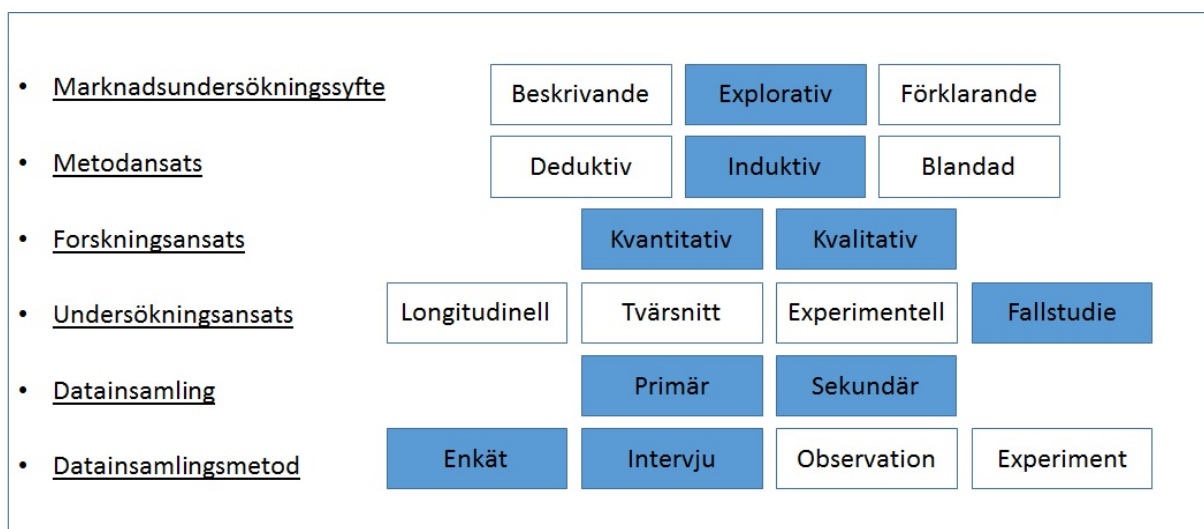 • Marknadsundersökningssyfte Beskrivande Explorativ Förklarande
• Metodansats Deduktiv Induktiv Blandad
• Forskningsansats Kvantitativ Kvalitativ
• Undersökningsansats Longitudinell Tvärsnitt Experimentell Fallstudie
• Datainsamling Primär Sekundär
• Datainsamlingsmetod Enkät Intervju Observation Experiment